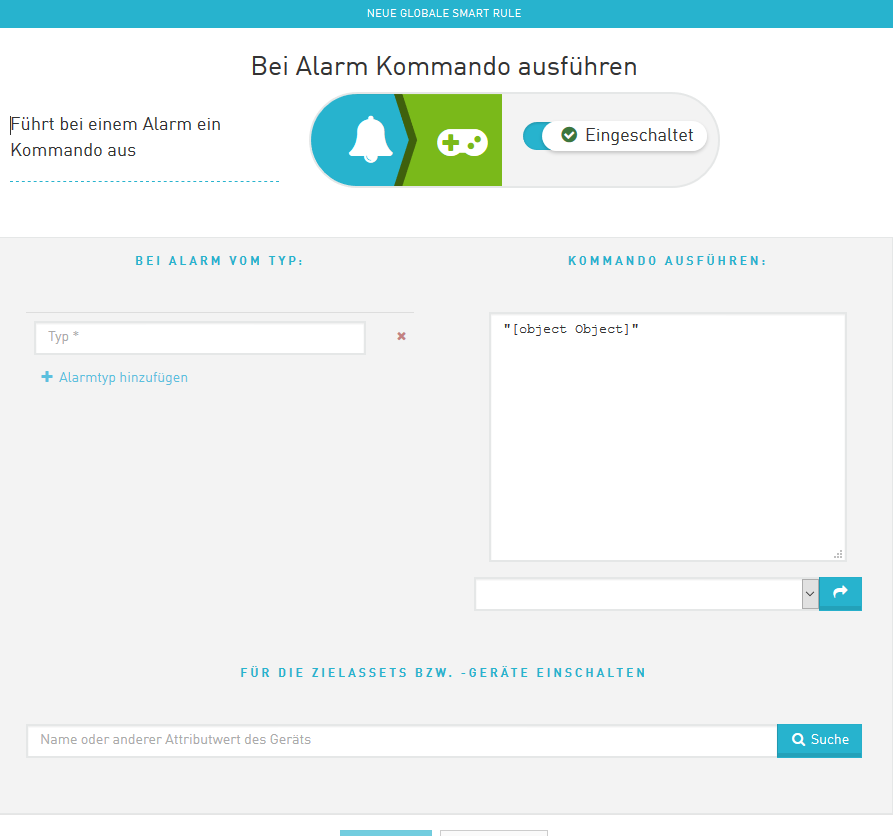 NEUE GLOBALE SMART RULE
Bei Alarm Kommando ausführen
Führt bei einem Alarm ein
Kommando aus
Eingeschaltet
BEI ALARM VOM TYP:
KOMMANDO AUSFÜHREN:
Typ *
"[object Object]"
Alarmtyp hinzufügen
FÜR DIE ZIELASSETS BZW. -GERÄTE EINSCHALTEN
Name oder anderer Attributwert des Geräts
Suche